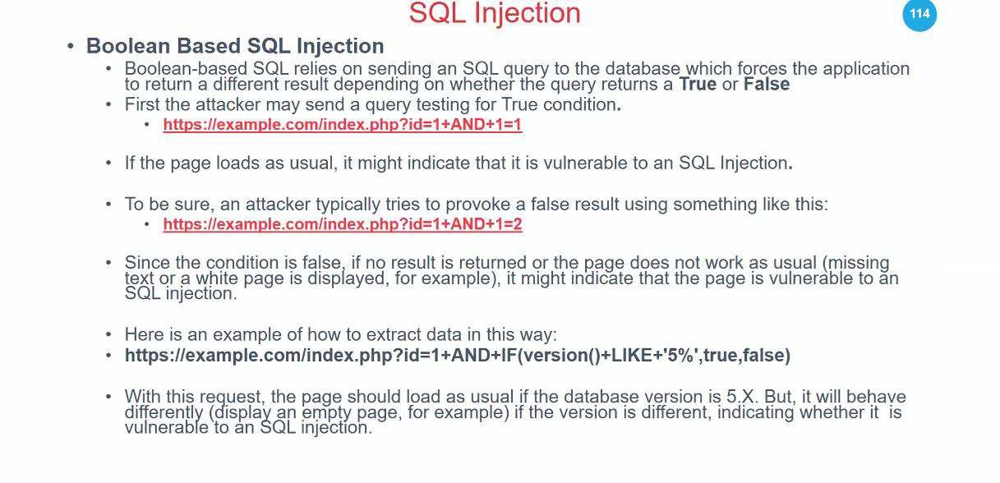 SQL Injection
114
• Boolean Based SQL Injection
• Boolean-based SQL relies on sending an SQL query to the database which forces the application
to return a different result depending on whether the query returns a True or False
• First the attacker may send a query testing for True condition.
• https://example.com/index.php?id=1+AND+1=1
• If the page loads as usual, it might indicate that it is vulnerable to an SQL Injection.
• To be sure, an attacker typically tries to provoke a false result using something like this:
• https://example.com/index.php?id=1+AND+1=2
• Since the condition is false, if no result is returned or the page does not work as usual (missing
text or a white page is displayed, for example), it might indicate that the page is vulnerable to an
SQL injection.
• Here is an example of how to extract data in this way:
• https://example.com/index.php?id=1+AND+IF(version()+LIKE+'5%',true,false)
• With this request, the page should load as usual if the database version is 5.X. But, it will behave
differently (display an empty page, for example) if the version is different, indicating whether it is
vulnerable to an SQL injection.